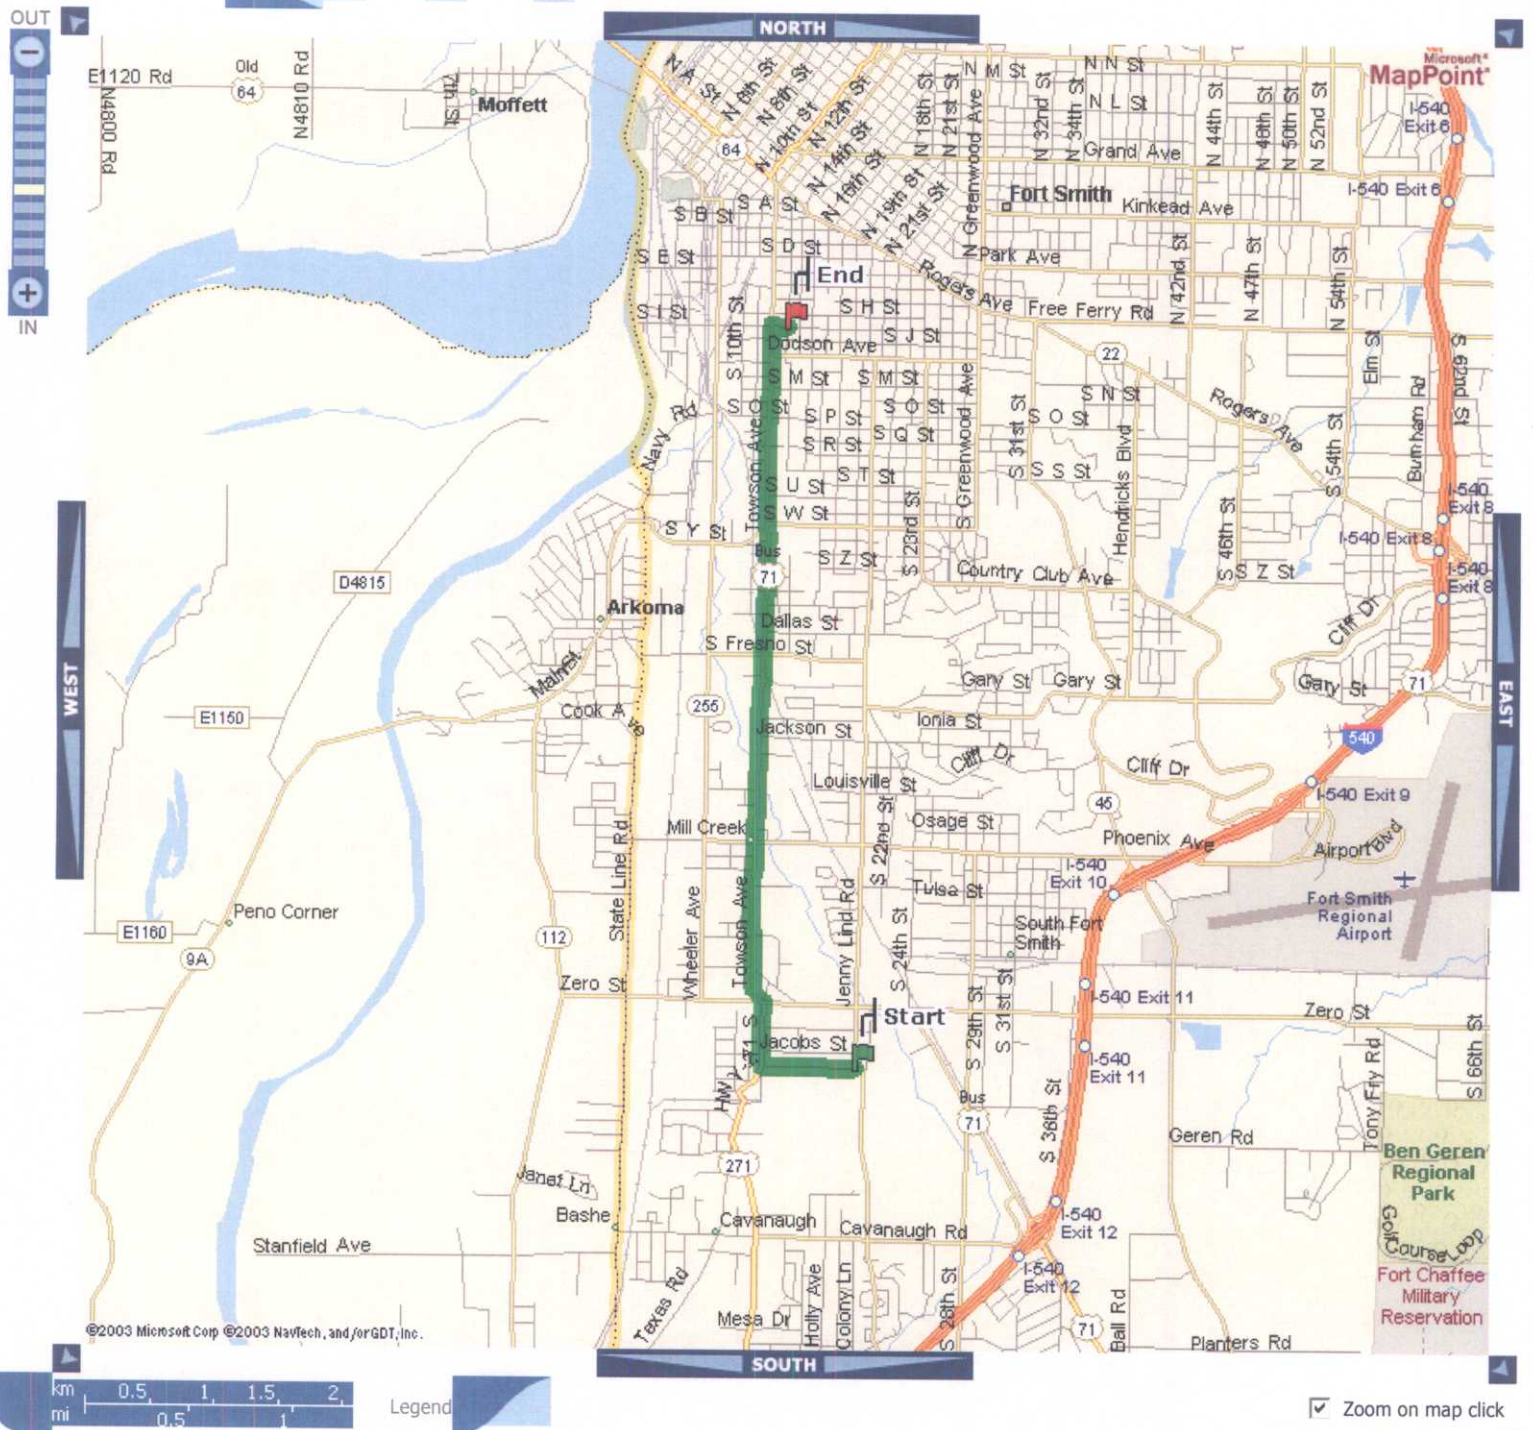 OUT
NORTH
Microsoft®
MapPoint®
E1120 Rd
Old
64
N4810 Rd
N4800 Rd
7th St
Moffett
N A St
N 6th St
N 8th St
N 10th St
N 12th St
N 14th St
N 16th St
N 19th St
N 21st St
64
N 18th St
N 21st St
N Greenwood Ave
N M St
N N St
N L St
N 32nd St
N 34th St
Grand Ave
N 44th St
N 48th St
N 50th St
N 52nd St
I-540
Exit 6
I-540 Exit 6
Fort Smith
Kinkead Ave
S A St
S B St
S D St
S E St
Park Ave
End
Rogers Ave
Free Ferry Rd
N 42nd St
N 47th St
N 54th St
IN
S I St
S 10th St
S H St
S J St
Dodson Ave
22
Elm St
S 62nd St
S M St
S M St
S N St
Burnham Rd
S O St
S P St
S O St
S O St
Navy Rd
S Q St
S R St
S 31st St
Rogers Ave
S T St
S S St
S 54th St
Towson Ave
S U St
S Greenwood Ave
Hendricks Blvd
I-540
Exit 8
S W St
S Y St
S 23rd St
S 46th St
I-540 Exit 8
Bus
71
S Z St
Country Club Ave
S Z St
I-540
Exit 8
D4815
Arkoma
Dallas St
Cliff Dr
S Fresno St
WEST
EAST
Main St
Gary St
Gary St
Gary St
71
E1150
Cook Ave
255
Jackson St
Ionia St
540
Cliff Dr
Cliff Dr
Louisville St
I-540 Exit 9
45
Mill Creek
S 22nd St
Osage St
Phoenix Ave
Airport Blvd
State Line Rd
I-540
Exit 10
Tulsa St
Fort Smith
Regional
Airport
Peno Corner
E1160
9A
112
Wheeler Ave
Towson Ave
Jenny Lind Rd
S 24th St
South Fort
Smith
Zero St
S 29th St
S 31st St
I-540 Exit 11
Zero St
S 66th St
Start
Jacobs St
I-540
Exit 11
Tony Fry Rd
S 36th St
Bus
71
Geren Rd
Ben Geren
Regional
Park
271
Janet Ln
Bashe
Cavanaugh
Cavanaugh Rd
I-540
Exit 12
Golf Course Loop
Stanfield Ave
I-540
Exit 12
Fort Chaffee
Military
Reservation
Texas Rd
Mesa Dr
Holly Ave
Colony Ln
S 28th St
71
Ball Rd
Planters Rd
©2003 Microsoft Corp ©2003 NavTech, and/or GDT, Inc.
SOUTH
km 0.5 1 1.5 2
mi 0.5 1
Legend
Zoom on map click